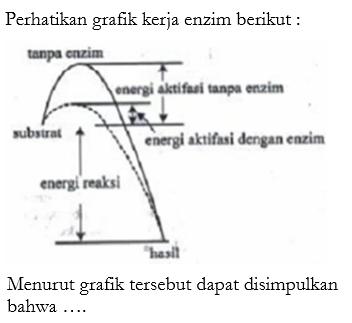 Perhatikan grafik kerja enzim berikut :
tanpa enzim
energi aktifasi tanpa enzim
substrat
energi aktifasi dengan enzim
energi reaksi
hasil
Menurut grafik tersebut dapat disimpulkan
bahwa ....